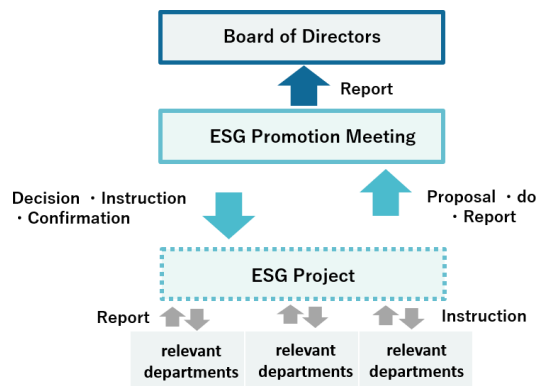 Board of Directors
Report
ESG Promotion Meeting
Decision ・Instruction
・Confirmation
Proposal ・do
・Report
ESG Project
Report
Instruction
relevant
departments
relevant
departments
relevant
departments